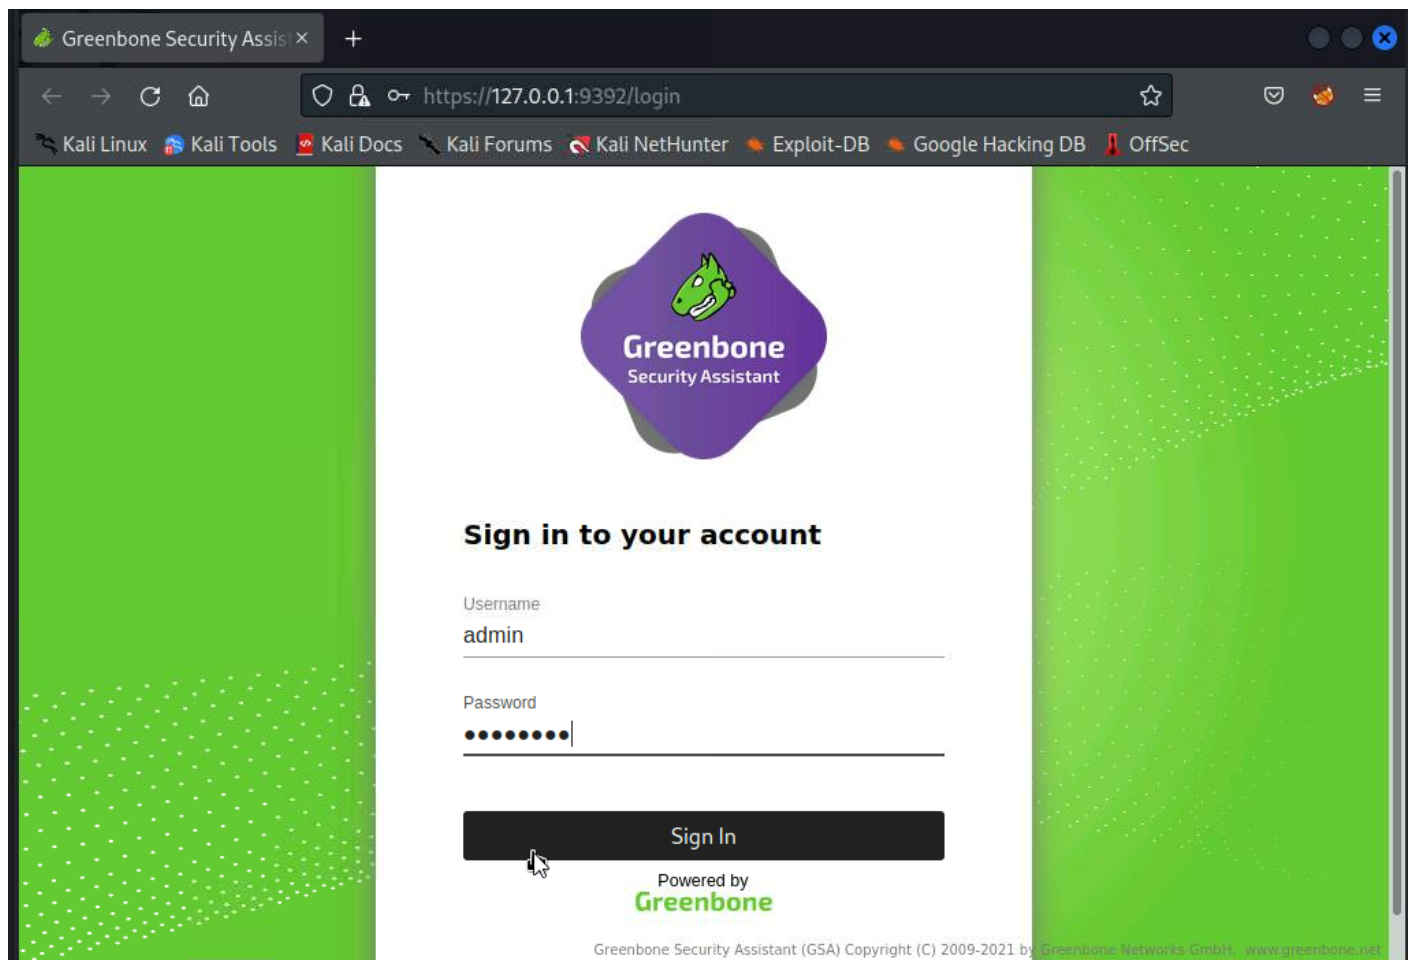 Greenbone Security Assis
https://127.0.0.1:9392/login
Kali Linux Kali Tools Kali Docs Kali Forums Kali NetHunter Exploit-DB Google Hacking DB OffSec
Greenbone
Security Assistant
Sign in to your account
Username
admin
Password
Sign In
Powered by
Greenbone
Greenbone Security Assistant (GSA) Copyright (C) 2009-2021 by Greenbone Networks GmbH, www.greenbone.net